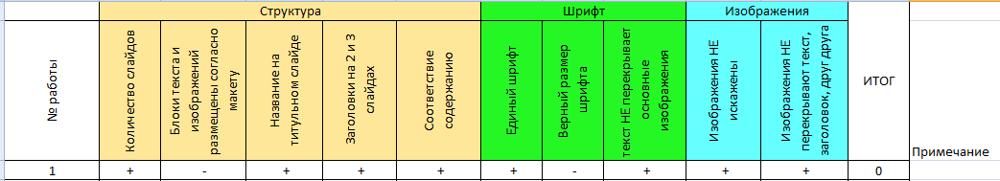 Структура Шрифт Изображения
№ работы
Количество слайдов
Блоки текста и
изображений
размещены согласно
макету
Название на
титульном слайде
Заголовки на 2 и 3
слайдах
Соответствие
содержанию
Единый шрифт
Верный размер
шрифта
текст НЕ перекрывает
основные
изображения
Изображения НЕ
искажены
Изображения НЕ
перекрывают текст,
заголовок, друг друга
ИТОГ
Примечание
1 + - + + + + - + + + 0